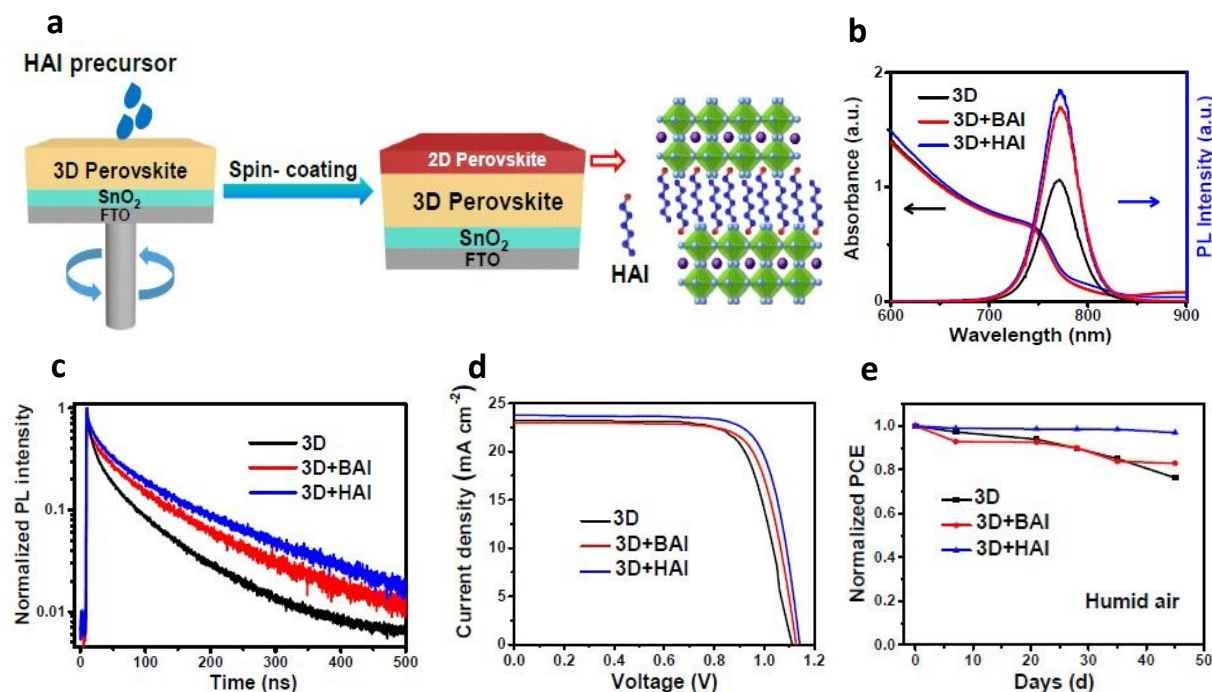 a
HAI precursor
3D Perovskite
SnO2
FTO
Spin- coating
2D Perovskite
3D Perovskite
SnO2
FTO
HAI
b
Absorbance (a.u.)
2
1
0
3D
3D+BAI
3D+HAI
PL Intensity (a.u.)
600
700
800
900
Wavelength (nm)
c
Normalized PL intensity
1
0.1
0.01
3D
3D+BAI
3D+HAI
0
100
200
300
400
500
Time (ns)
d
Current density (mA cm-2)
25
20
15
10
5
0
3D
3D+BAI
3D+HAI
0.0
0.2
0.4
0.6
0.8
1.0
1.2
Voltage (V)
e
Normalized PCE
1.0
0.8
0.6
0.4
0.2
0.0
3D
3D+BAI
3D+HAI
Humid air
0
10
20
30
40
50
Days (d)